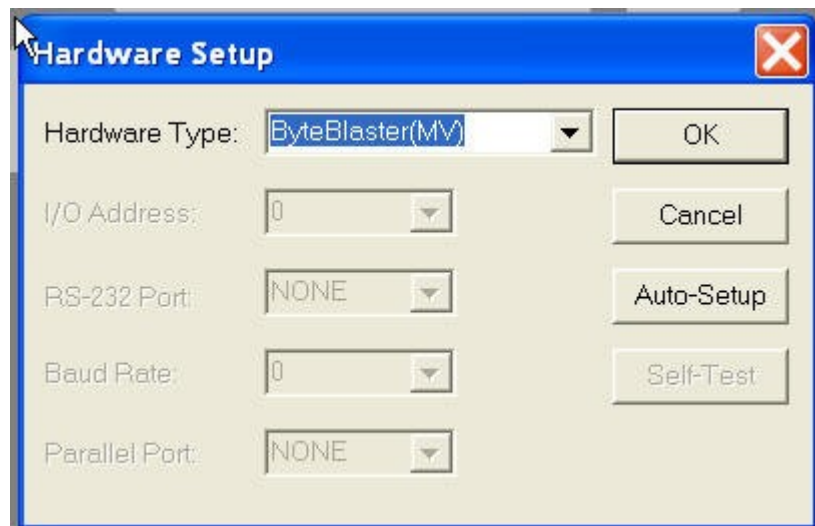 Hardware Setup
Hardware Type: ByteBlaster(MV) OK
I/O Address: 0 Cancel
RS-232 Port: NONE Auto-Setup
Baud Rate: 0 Self-Test
Parallel Port: NONE